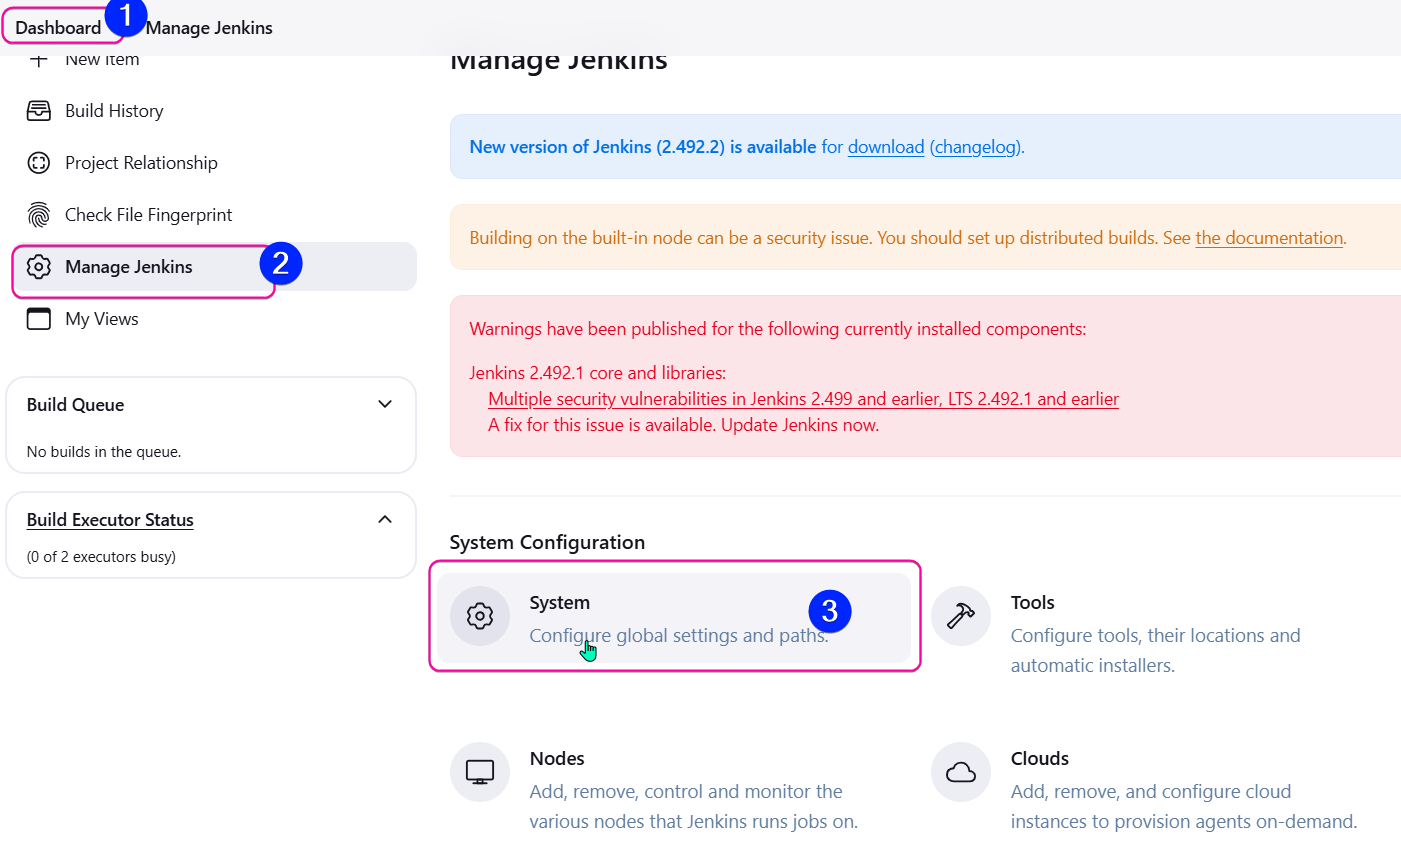 Dashboard
1
Manage Jenkins
New Item
Build History
Project Relationship
Check File Fingerprint
Manage Jenkins
2
My Views
Build Queue
No builds in the queue.
Build Executor Status
(0 of 2 executors busy)
Manage Jenkins
New version of Jenkins (2.492.2) is available for download (changelog).
Building on the built-in node can be a security issue. You should set up distributed builds. See the documentation.
Warnings have been published for the following currently installed components:
Jenkins 2.492.1 core and libraries:
Multiple security vulnerabilities in Jenkins 2.499 and earlier, LTS 2.492.1 and earlier
A fix for this issue is available. Update Jenkins now.
System Configuration
System
3
Configure global settings and paths.
Tools
Configure tools, their locations and
automatic installers.
Nodes
Add, remove, control and monitor the
various nodes that Jenkins runs jobs on.
Clouds
Add, remove, and configure cloud
instances to provision agents on-demand.